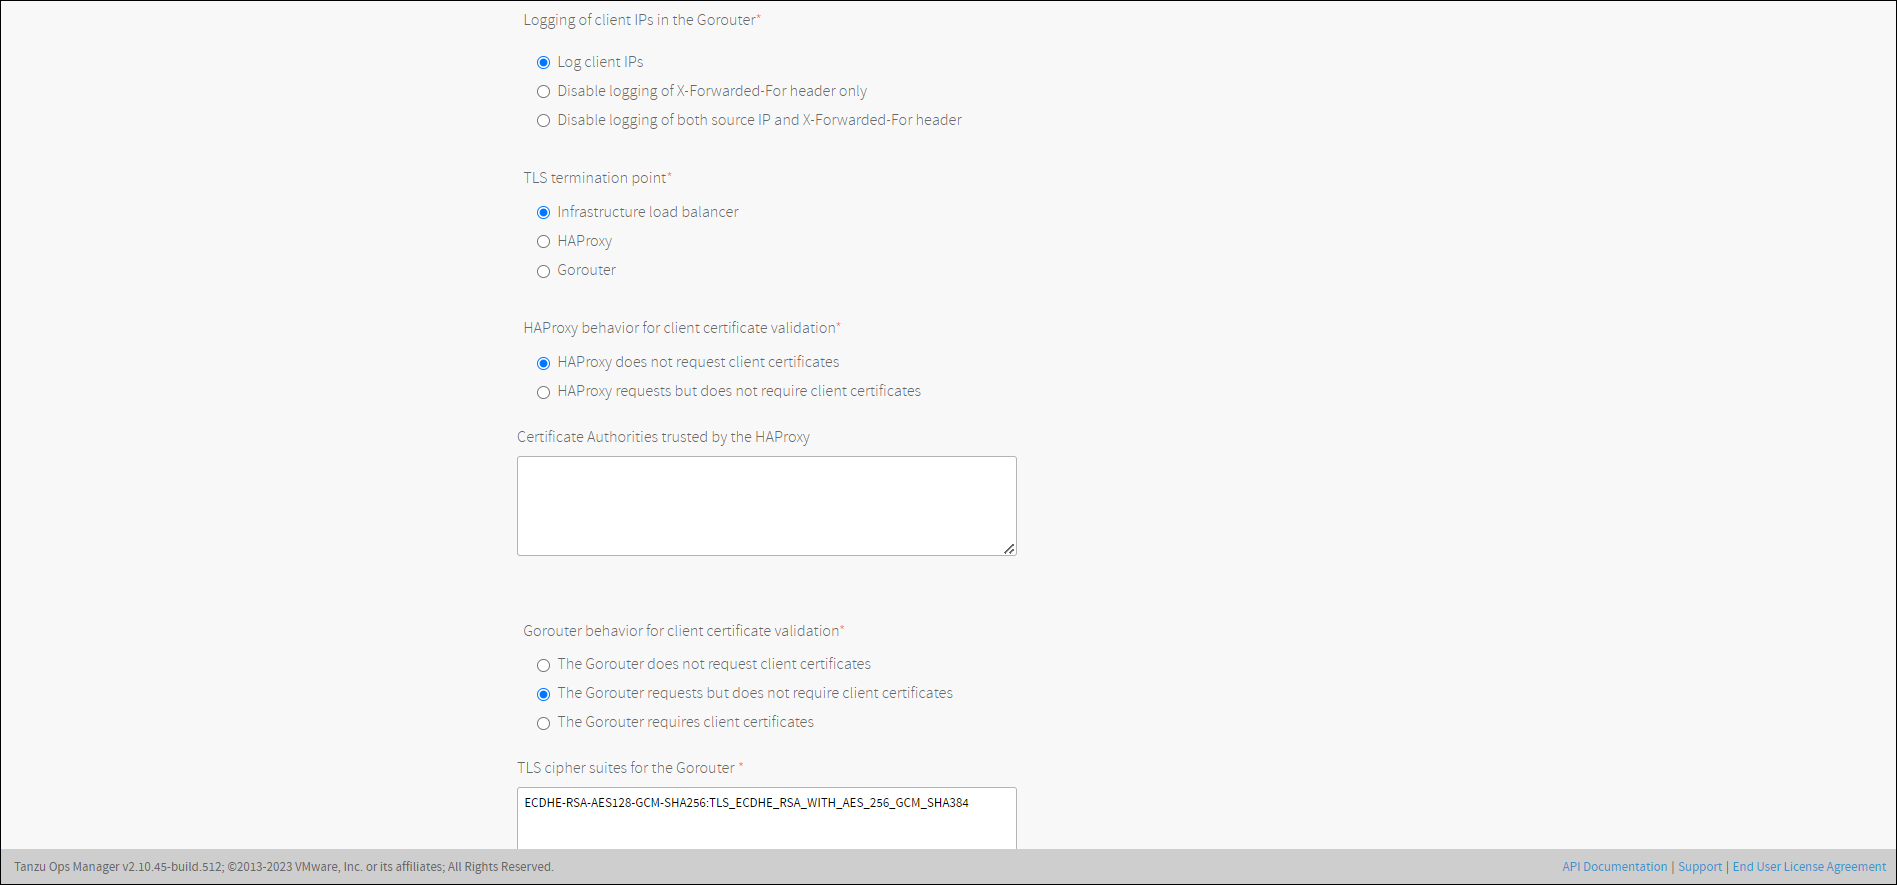 Logging of client IPs in the Gorouter*
Log client IPs
Disable logging of X-Forwarded-For header only
Disable logging of both source IP and X-Forwarded-For header
TLS termination point*
Infrastructure load balancer
HAProxy
Gorouter
HAProxy behavior for client certificate validation*
HAProxy does not request client certificates
HAProxy requests but does not require client certificates
Certificate Authorities trusted by the HAProxy
Gorouter behavior for client certificate validation*
The Gorouter does not request client certificates
The Gorouter requests but does not require client certificates
The Gorouter requires client certificates
TLS cipher suites for the Gorouter *
ECDHE-RSA-AES128-GCM-SHA256:TLS_ECDHE_RSA_WITH_AES_256_GCM_SHA384
Tanzu Ops Manager v2.10.45-build.512; ©2013-2023 VMware, Inc. or its affiliates; All Rights Reserved.
API Documentation | Support | End User License Agreement